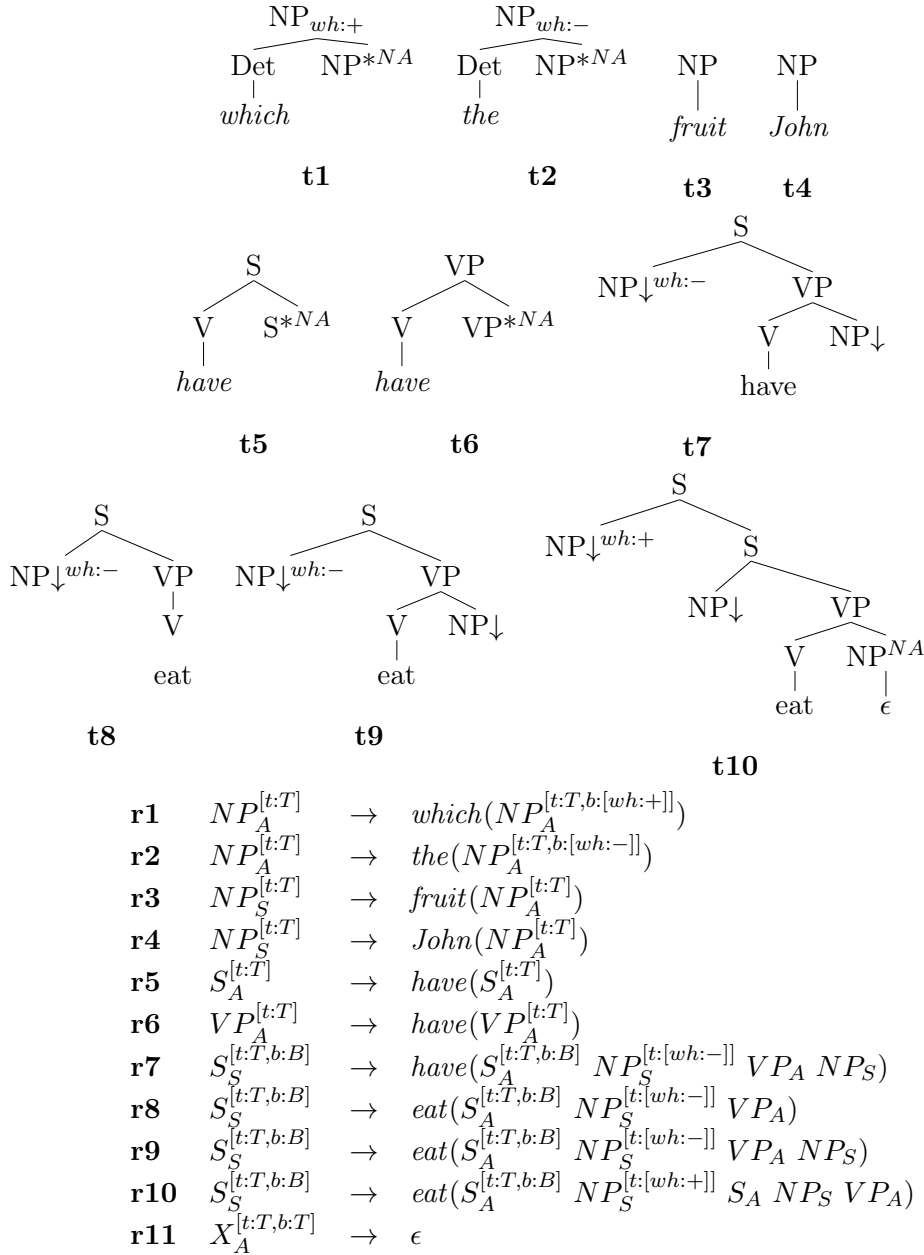 NP_{wh:+} NP_{wh:−}
Det NP*^{NA} Det NP*^{NA} NP NP
which the fruit John
t1 t2 t3 t4
S VP S
V S*^{NA} V VP*^{NA} NP↓^{wh:−} VP
have have V NP↓
have
t5 t6 t7
S S S
NP↓^{wh:−} VP NP↓^{wh:−} VP NP↓^{wh:+} S
V V NP↓ NP↓ VP
eat eat V NP^{NA}
eat ϵ
t8 t9 t10
r1 NP_A^{[t:T]} → which(NP_A^{[t:T,b:[wh:+]]})
r2 NP_A^{[t:T]} → the(NP_A^{[t:T,b:[wh:−]]})
r3 NP_S^{[t:T]} → fruit(NP_A^{[t:T]})
r4 NP_S^{[t:T]} → John(NP_A^{[t:T]})
r5 S_A^{[t:T]} → have(S_A^{[t:T]})
r6 VP_A^{[t:T]} → have(VP_A^{[t:T]})
r7 S_S^{[t:T,b:B]} → have(S_A^{[t:T,b:B]} NP_S^{[t:[wh:−]]} VP_A NP_S)
r8 S_S^{[t:T,b:B]} → eat(S_A^{[t:T,b:B]} NP_S^{[t:[wh:−]]} VP_A)
r9 S_S^{[t:T,b:B]} → eat(S_A^{[t:T,b:B]} NP_S^{[t:[wh:−]]} VP_A NP_S)
r10 S_S^{[t:T,b:B]} → eat(S_A^{[t:T,b:B]} NP_S^{[t:[wh:+]]} S_A NP_S VP_A)
r11 X_A^{[t:T,b:T]} → ϵ